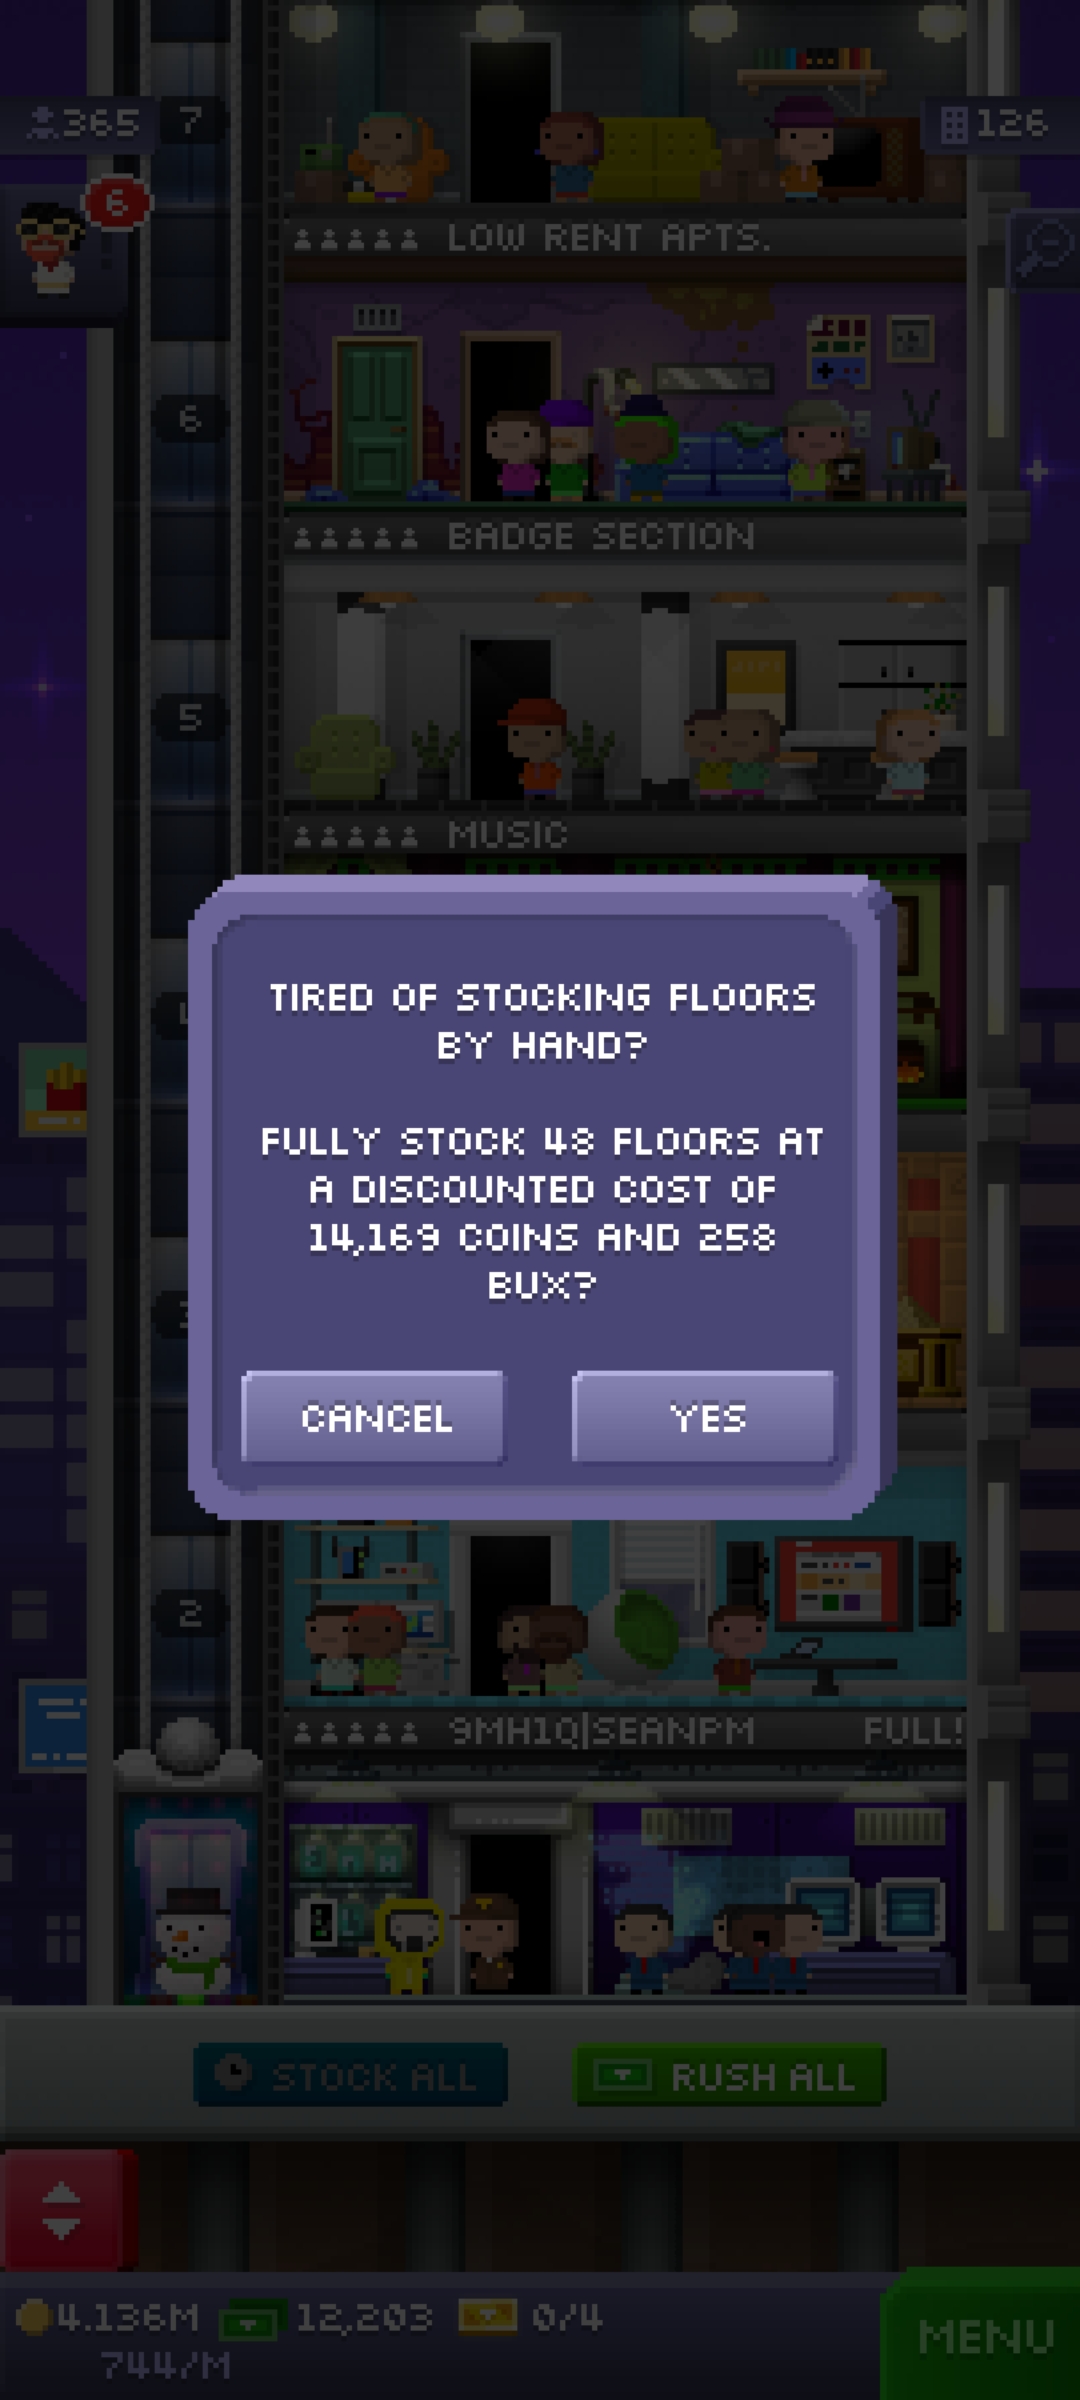 365
7
126
6
LOW RENT APTS.
6
BADGE SECTION
5
MUSIC
TIRED OF STOCKING FLOORS
BY HAND?
FULLY STOCK 48 FLOORS AT
A DISCOUNTED COST OF
14,169 COINS AND 258
BUX?
CANCEL
YES
2
9MH1Q|SEANPM
FULL!
STOCK ALL
RUSH ALL
4.136M
12,203
0/4
MENU
744/M